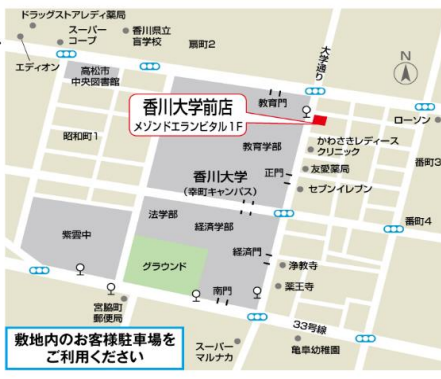 ドラッグストアレディ薬局
スーパー
コープ
香川県立
盲学校
扇町2
大学通り
N
エディオン
高松市
中央図書館
教育門
香川大学前店
メゾンドエランビタル1F
ローソン
昭和町1
教育学部
かわさきレディース
クリニック
番町3
香川大学
(幸町キャンパス)
正門
友愛薬局
セブンイレブン
法学部
経済学部
番町4
紫雲中
経済門
グラウンド
浄教寺
薬王寺
南門
宮脇町
郵便局
33号線
敷地内のお客様駐車場を
ご利用ください
スーパー
マルナカ
亀阜幼稚園